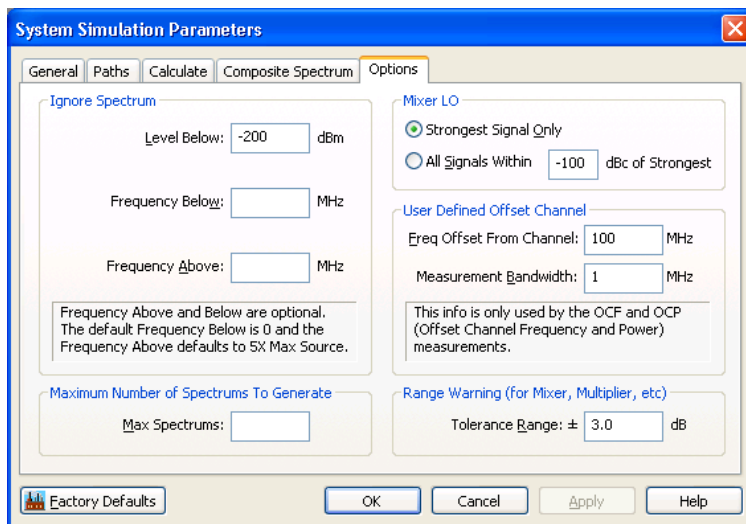 System Simulation Parameters
General Paths Calculate Composite Spectrum Options
Ignore Spectrum
Level Below: -200 dBm
Frequency Below: MHz
Frequency Above: MHz
Frequency Above and Below are optional.
The default Frequency Below is 0 and the
Frequency Above defaults to 5X Max Source.
Maximum Number of Spectrums To Generate
Max Spectrums:
Mixer LO
Strongest Signal Only
All Signals Within -100 dBc of Strongest
User Defined Offset Channel
Freq Offset From Channel: 100 MHz
Measurement Bandwidth: 1 MHz
This info is only used by the OCF and OCP
(Offset Channel Frequency and Power)
measurements.
Range Warning (for Mixer, Multiplier, etc)
Tolerance Range: ± 3.0 dB
Factory Defaults OK Cancel Apply Help